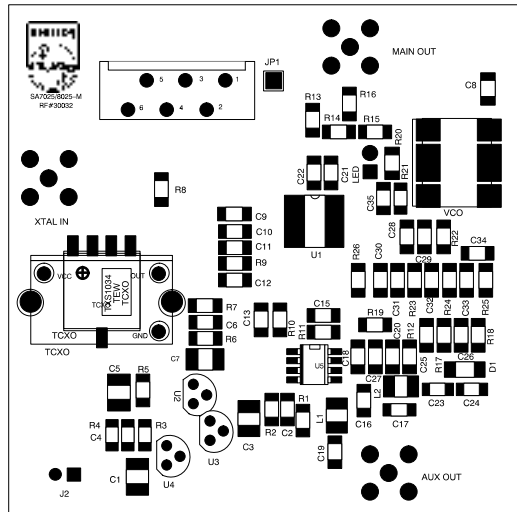 PHILIPS
SA7025/8025-M
RF#30032
JP1
MAIN OUT
5
3
1
6
4
2
R13
R16
R14
R15
C8
R20
LED
R21
C22
C21
C35
VCO
XTAL IN
R8
U1
C9
C10
C11
R9
C12
C28
C29
R22
C34
R26
C30
C31
R23
C32
R24
C33
R25
VCC
OUT
TXS1034
TEW
TCXO
TCXO
GND
TCXO
TCXO
R7
C6
R6
C7
C13
R10
C15
R11
R19
U5
C18
C20
R12
C27
C25
R17
C26
R18
D1
L2
C23
C24
C5
R5
U2
C3
R2
C2
R1
L1
C16
C17
R4
C4
R3
U3
C19
U4
C1
J2
AUX OUT